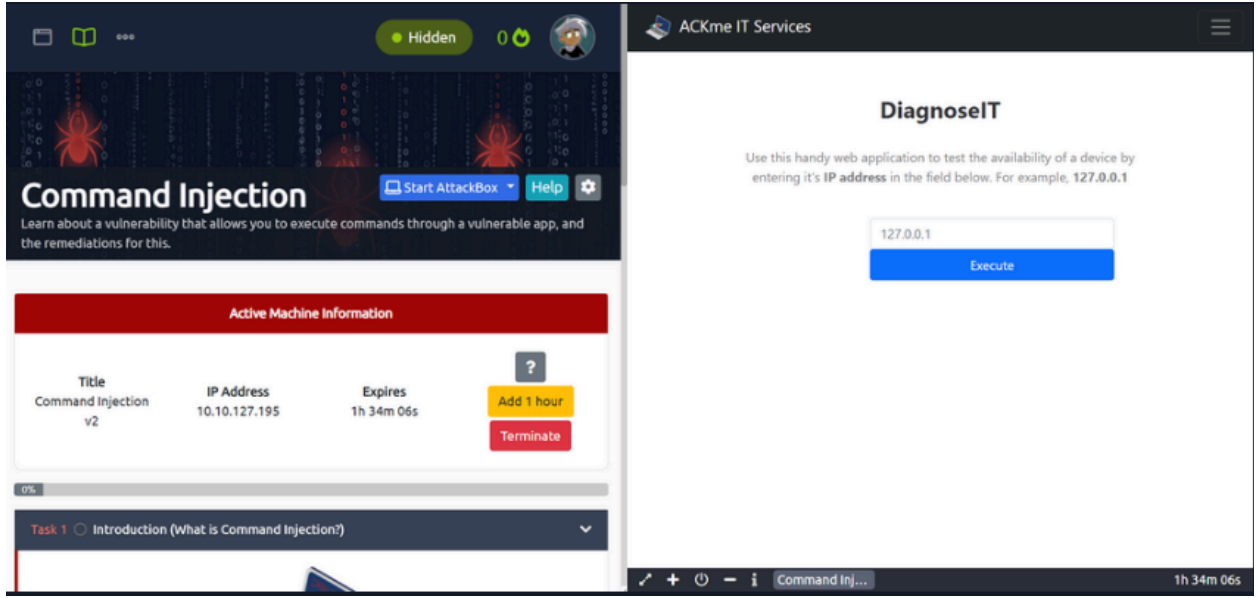 Hidden
0
Command Injection
Start AttackBox
Help
Learn about a vulnerability that allows you to execute commands through a vulnerable app, and
the remediations for this.
Active Machine Information
Title
Command Injection
v2
IP Address
10.10.127.195
Expires
1h 34m 06s
?
Add 1 hour
Terminate
0%
Task 1 Introduction (What is Command Injection?)
ACKme IT Services
DiagnoseIT
Use this handy web application to test the availability of a device by
entering it's IP address in the field below. For example, 127.0.0.1
127.0.0.1
Execute
Command Inj...
1h 34m 06s